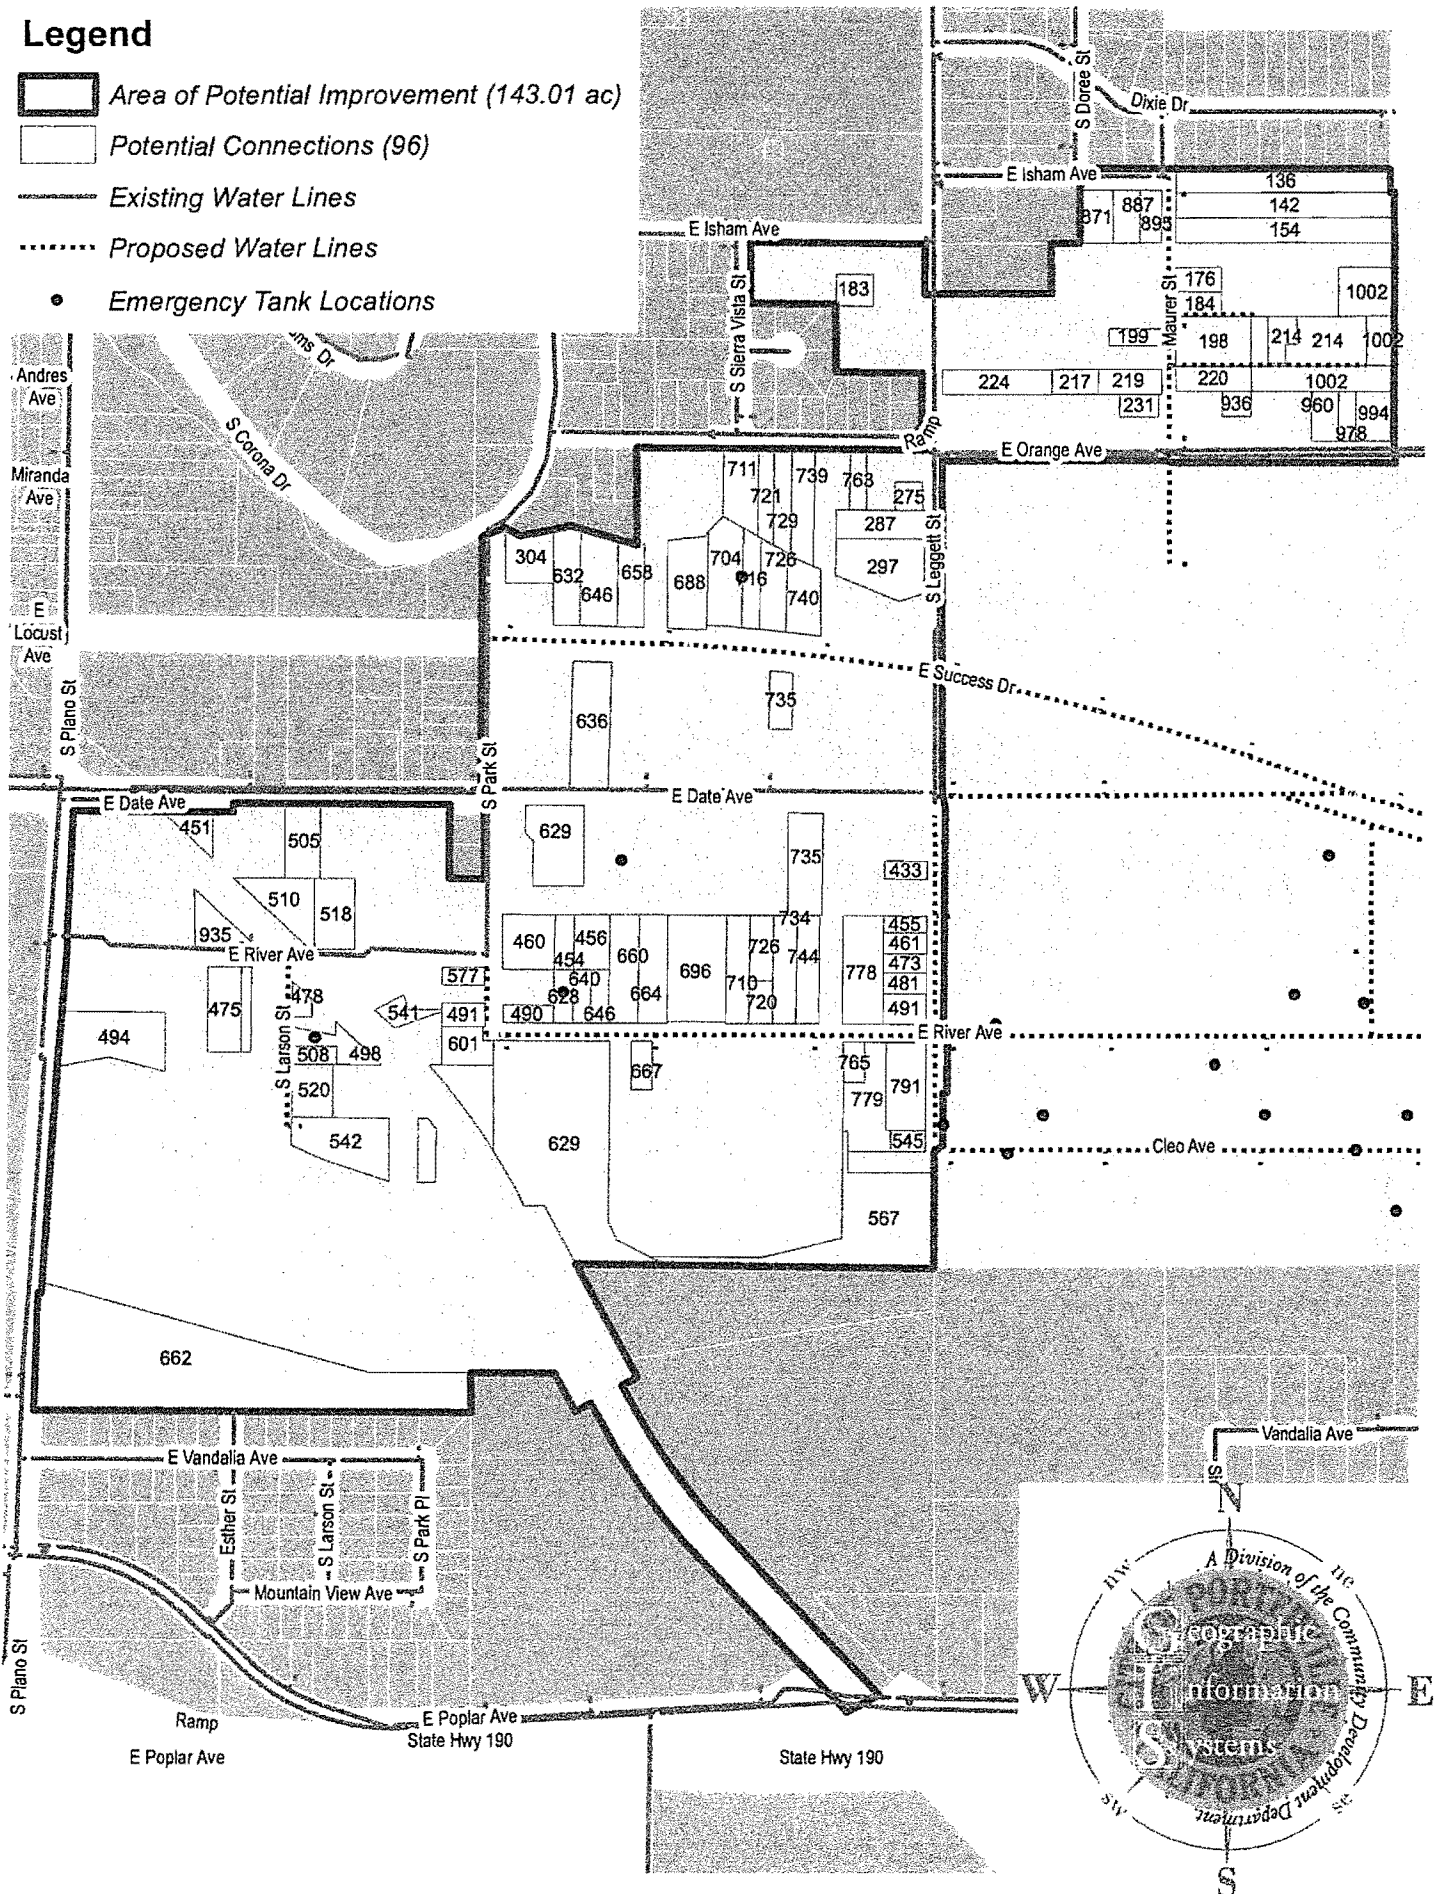 Legend
Area of Potential Improvement (143.01 ac)
Potential Connections (96)
Existing Water Lines
Proposed Water Lines
Emergency Tank Locations
S Doree St
Dixie Dr
E Isham Ave
136
871
887
895
142
154
E Isham Ave
183
176
184
1002
Maurer St
S Sierra Vista St
199
198
214
214
1002
Andres
Ave
224
217
219
220
1002
231
936
960
994
978
S Corona Dr
Ramp
E Orange Ave
Miranda
Ave
711
739
763
721
275
729
287
S Leggett St
304
632
646
658
688
704
726
297
740
E
Locust
Ave
S Plano St
E Success Dr
636
735
S Park St
E Date Ave
E Date Ave
451
505
629
735
433
510
518
935
734
455
460
456
454
660
696
726
744
778
461
473
481
491
E River Ave
577
640
628
664
710
720
475
478
541
491
490
646
E River Ave
494
S Larson St
508
498
601
667
765
779
791
520
542
629
545
Cleo Ave
567
662
Vandalia Ave
E Vandalia Ave
Esther St
S Larson St
S Park Pl
Mountain View Ave
S Plano St
Ramp
E Poplar Ave
E Poplar Ave
State Hwy 190
State Hwy 190
N
nw
ne
W
E
sw
se
S
A Division of the Community Development Department
Geographic
Information
Systems